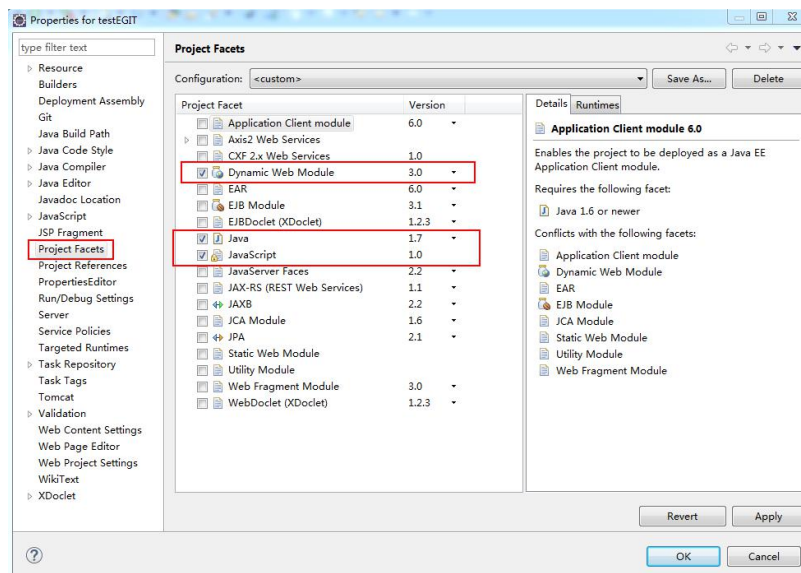 Properties for testEGIT
type filter text
Resource
Builders
Deployment Assembly
Git
Java Build Path
Java Code Style
Java Compiler
Java Editor
Javadoc Location
JavaScript
JSP Fragment
Project Facets
Project References
PropertiesEditor
Run/Debug Settings
Server
Service Policies
Targeted Runtimes
Task Repository
Task Tags
Tomcat
Validation
Web Content Settings
Web Page Editor
Web Project Settings
WikiText
XDoclet
Project Facets
Configuration: <custom> Save As... Delete
Project Facet Version
Application Client module 6.0
Axis2 Web Services
CXF 2.x Web Services 1.0
Dynamic Web Module 3.0
EAR 6.0
EJB Module 3.1
EJBDoclet (XDoclet) 1.2.3
Java 1.7
JavaScript 1.0
JavaServer Faces 2.2
JAX-RS (REST Web Services) 1.1
JAXB 2.2
JCA Module 1.6
JPA 2.1
Static Web Module
Utility Module
Web Fragment Module 3.0
WebDoclet (XDoclet) 1.2.3
Details Runtimes
Application Client module 6.0
Enables the project to be deployed as a Java EE
Application Client module.
Requires the following facet:
Java 1.6 or newer
Conflicts with the following facets:
Application Client module
Dynamic Web Module
EAR
EJB Module
JCA Module
Static Web Module
Utility Module
Web Fragment Module
Revert Apply
? OK Cancel